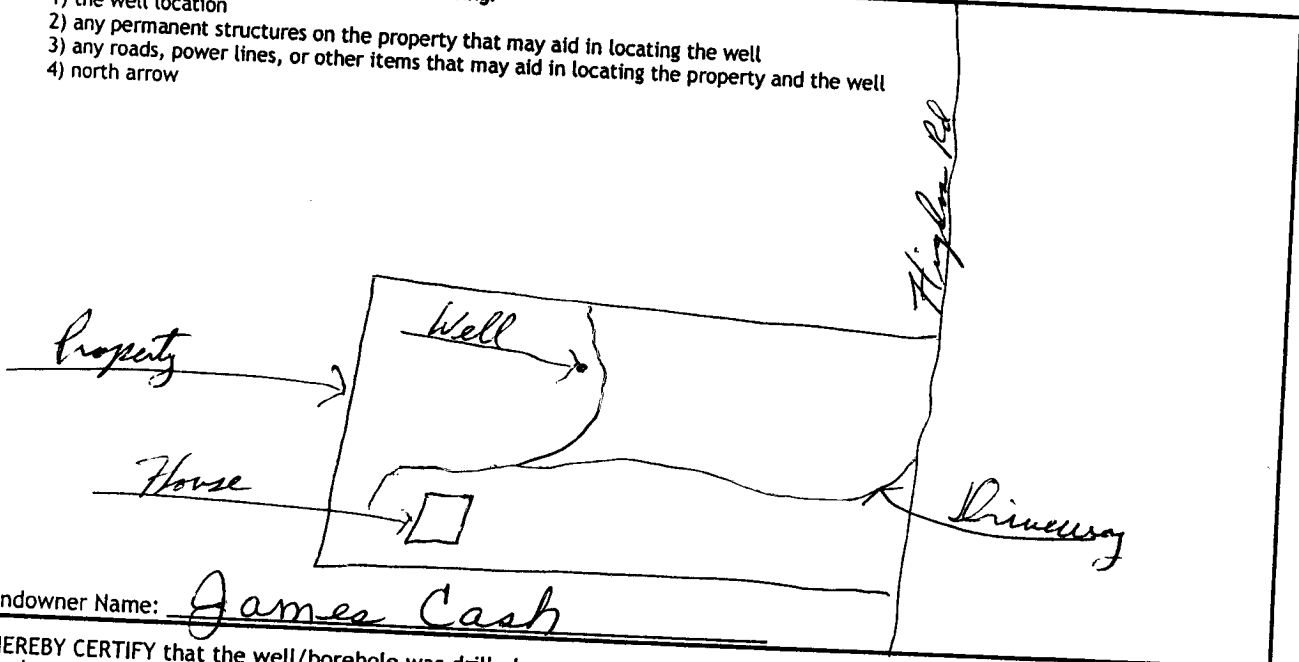 1) the well location
2) any permanent structures on the property that may aid in locating the well
3) any roads, power lines, or other items that may aid in locating the property and the well
4) north arrow
Rd
Well
Property
House
Driveway
ndowner Name: James Cash
HEREBY CERTIFY that the well/borehole was